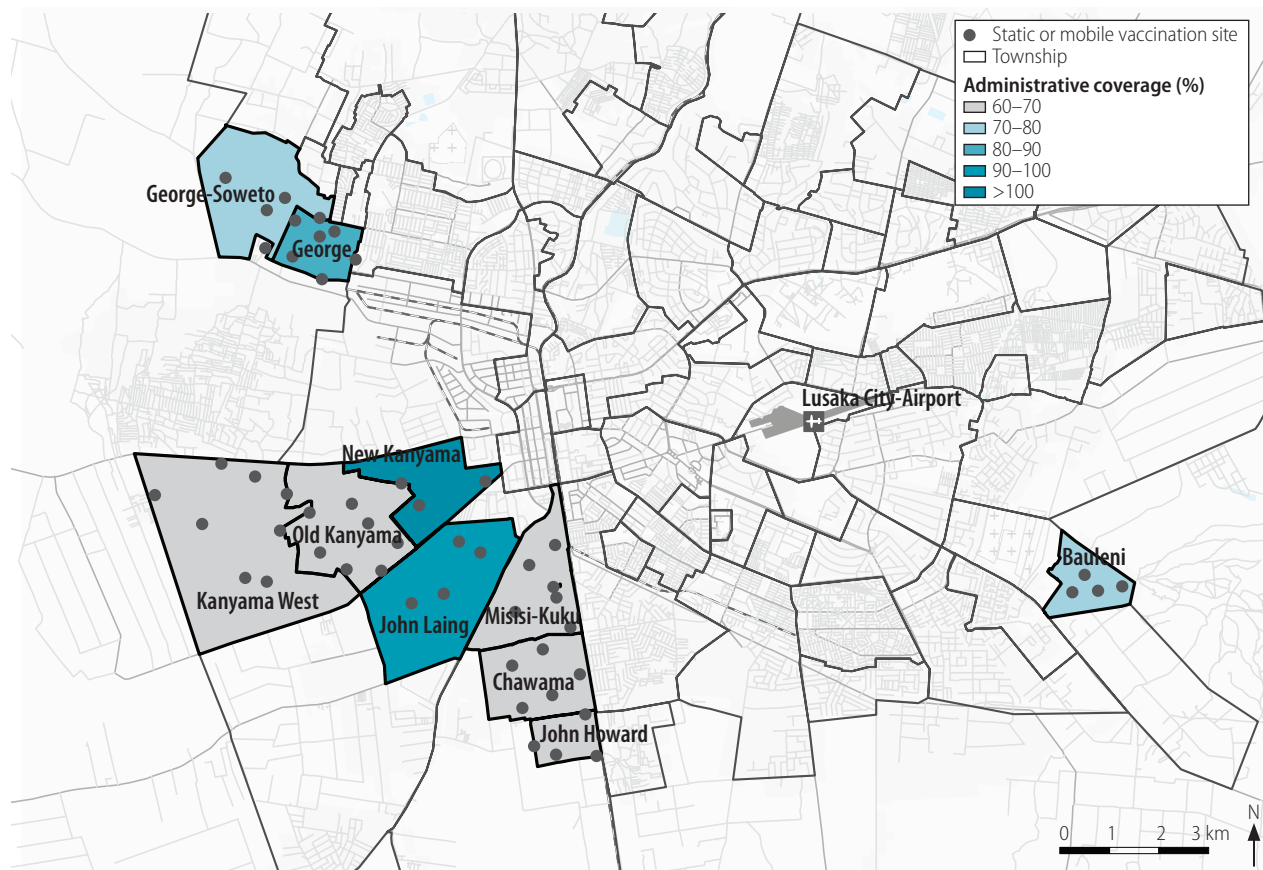 Static or mobile vaccination site
Township
Administrative coverage (%)
60–70
70–80
80–90
90–100
>100
George-Soweto
George
Lusaka City-Airport
New Kanyama
Old Kanyama
Kanyama West
John Laing
Misisi-Kuku
Chawama
John Howard
Bauleni
0 1 2 3 km
N